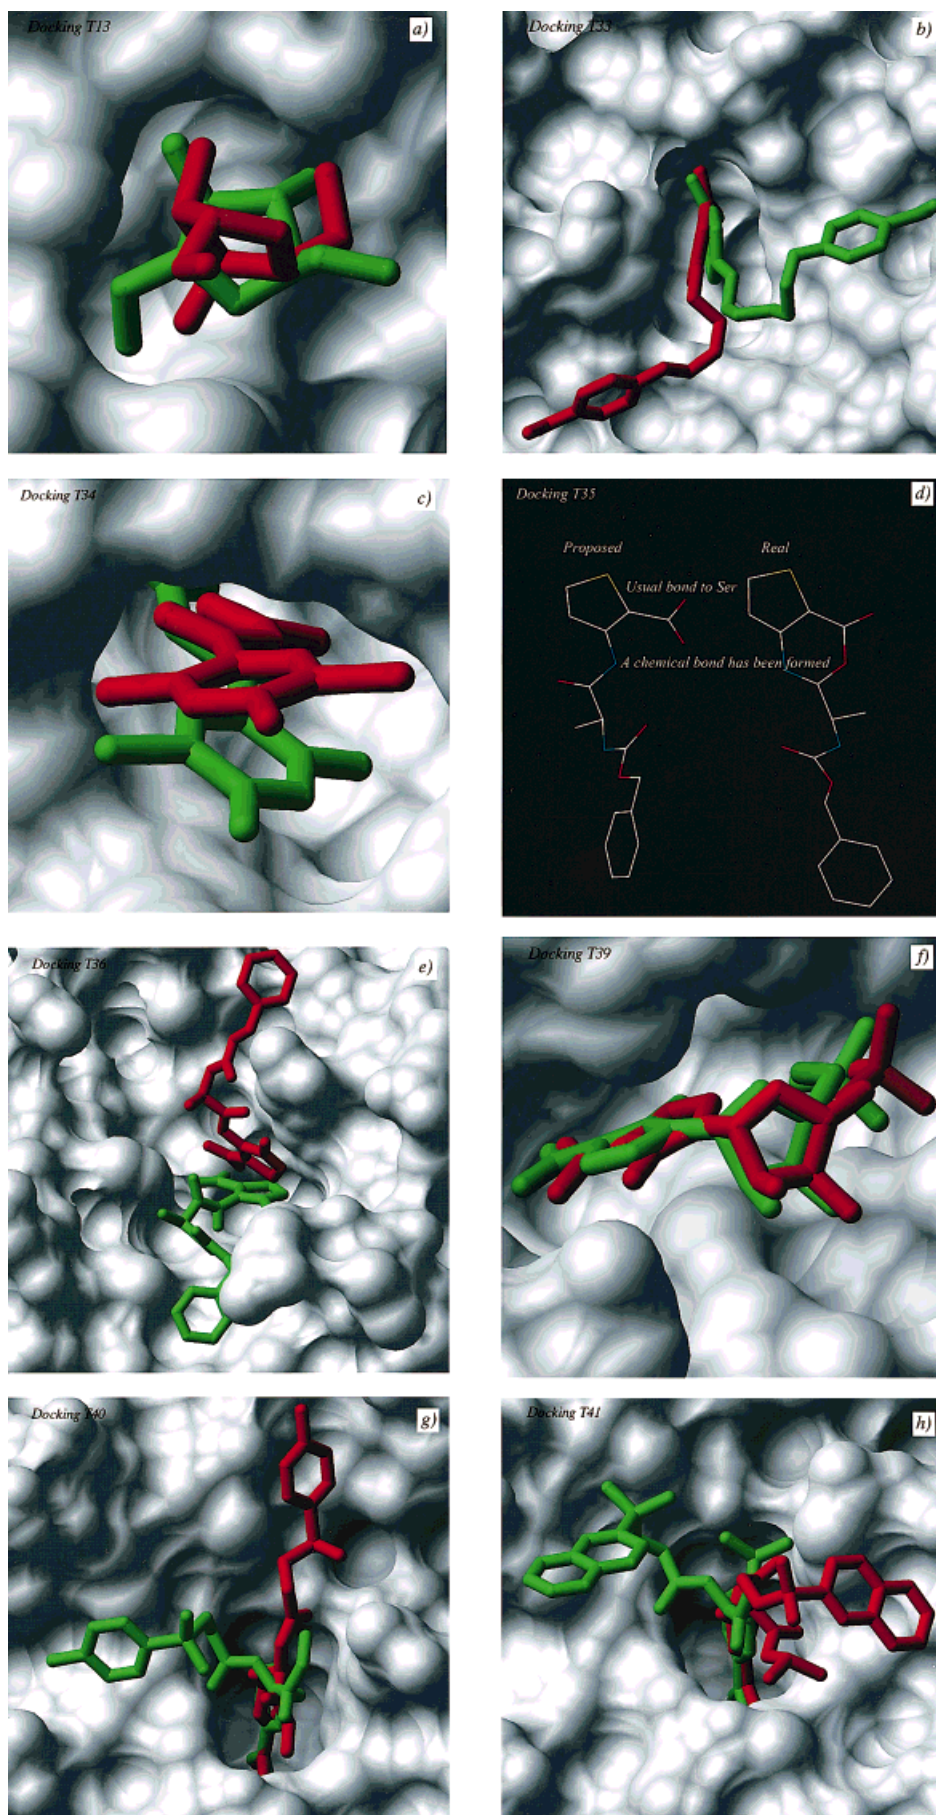 Docking T13
a)
Docking T33
b)
Docking T34
c)
Docking T35
d)
Proposed
Real
Usual bond to Ser
A chemical bond has been formed
Docking T36
e)
Docking T39
f)
Docking T40
g)
Docking T41
h)